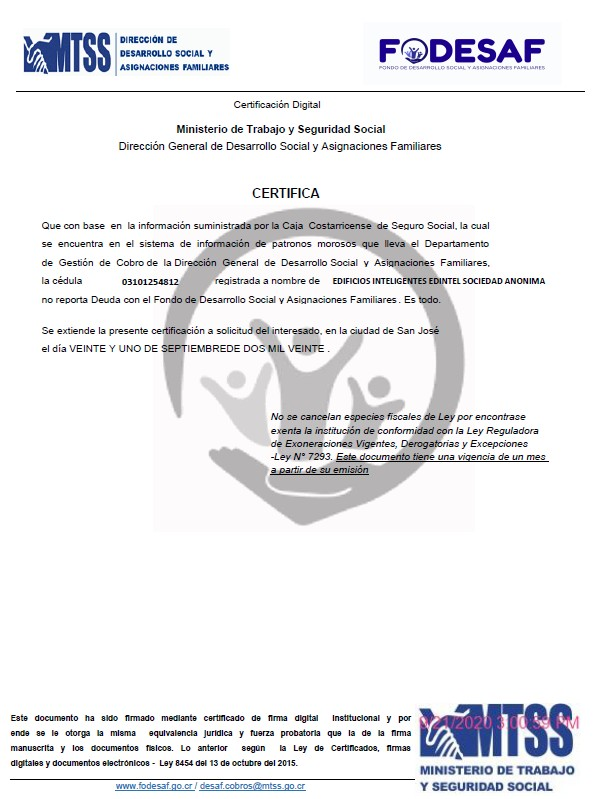 MTSS
DIRECCIÓN DE
DESARROLLO SOCIAL Y
ASIGNACIONES FAMILIARES
FODESAF
FONDO DE DESARROLLO SOCIAL Y ASIGNACIONES FAMILIARES
Certificación Digital
Ministerio de Trabajo y Seguridad Social
Dirección General de Desarrollo Social y Asignaciones Familiares
CERTIFICA
Que con base en la información suministrada por la Caja Costarricense de Seguro Social, la cual
se encuentra en el sistema de información de patronos morosos que lleva el Departamento
de Gestión de Cobro de la Dirección General de Desarrollo Social y Asignaciones Familiares,
la cédula 03101254812 registrada a nombre de EDIFICIOS INTELIGENTES EDINTEL SOCIEDAD ANONIMA
no reporta Deuda con el Fondo de Desarrollo Social y Asignaciones Familiares. Es todo.
Se extiende la presente certificación a solicitud del interesado, en la ciudad de San José
el día VEINTE Y UNO DE SEPTIEMBREDE DOS MIL VEINTE .
No se cancelan especies fiscales de Ley por encontrase
exenta la institución de conformidad con la Ley Reguladora
de Exoneraciones Vigentes, Derogatorias y Excepciones
-Ley N° 7293. Este documento tiene una vigencia de un mes
a partir de su emisión
Este documento ha sido firmado mediante certificado de firma digital Institucional y por
ende se le otorga la misma equivalencia jurídica y fuerza probatoria que la de la firma
manuscrita y los documentos físicos. Lo anterior según la Ley de Certificados, firmas
digitales y documentos electrónicos - Ley 8454 del 13 de octubre del 2015.
www.fodesaf.go.cr / desaf.cobros@mtss.go.cr
MTSS
9/21/2020 3:00:39 PM
MINISTERIO DE TRABAJO
Y SEGURIDAD SOCIAL